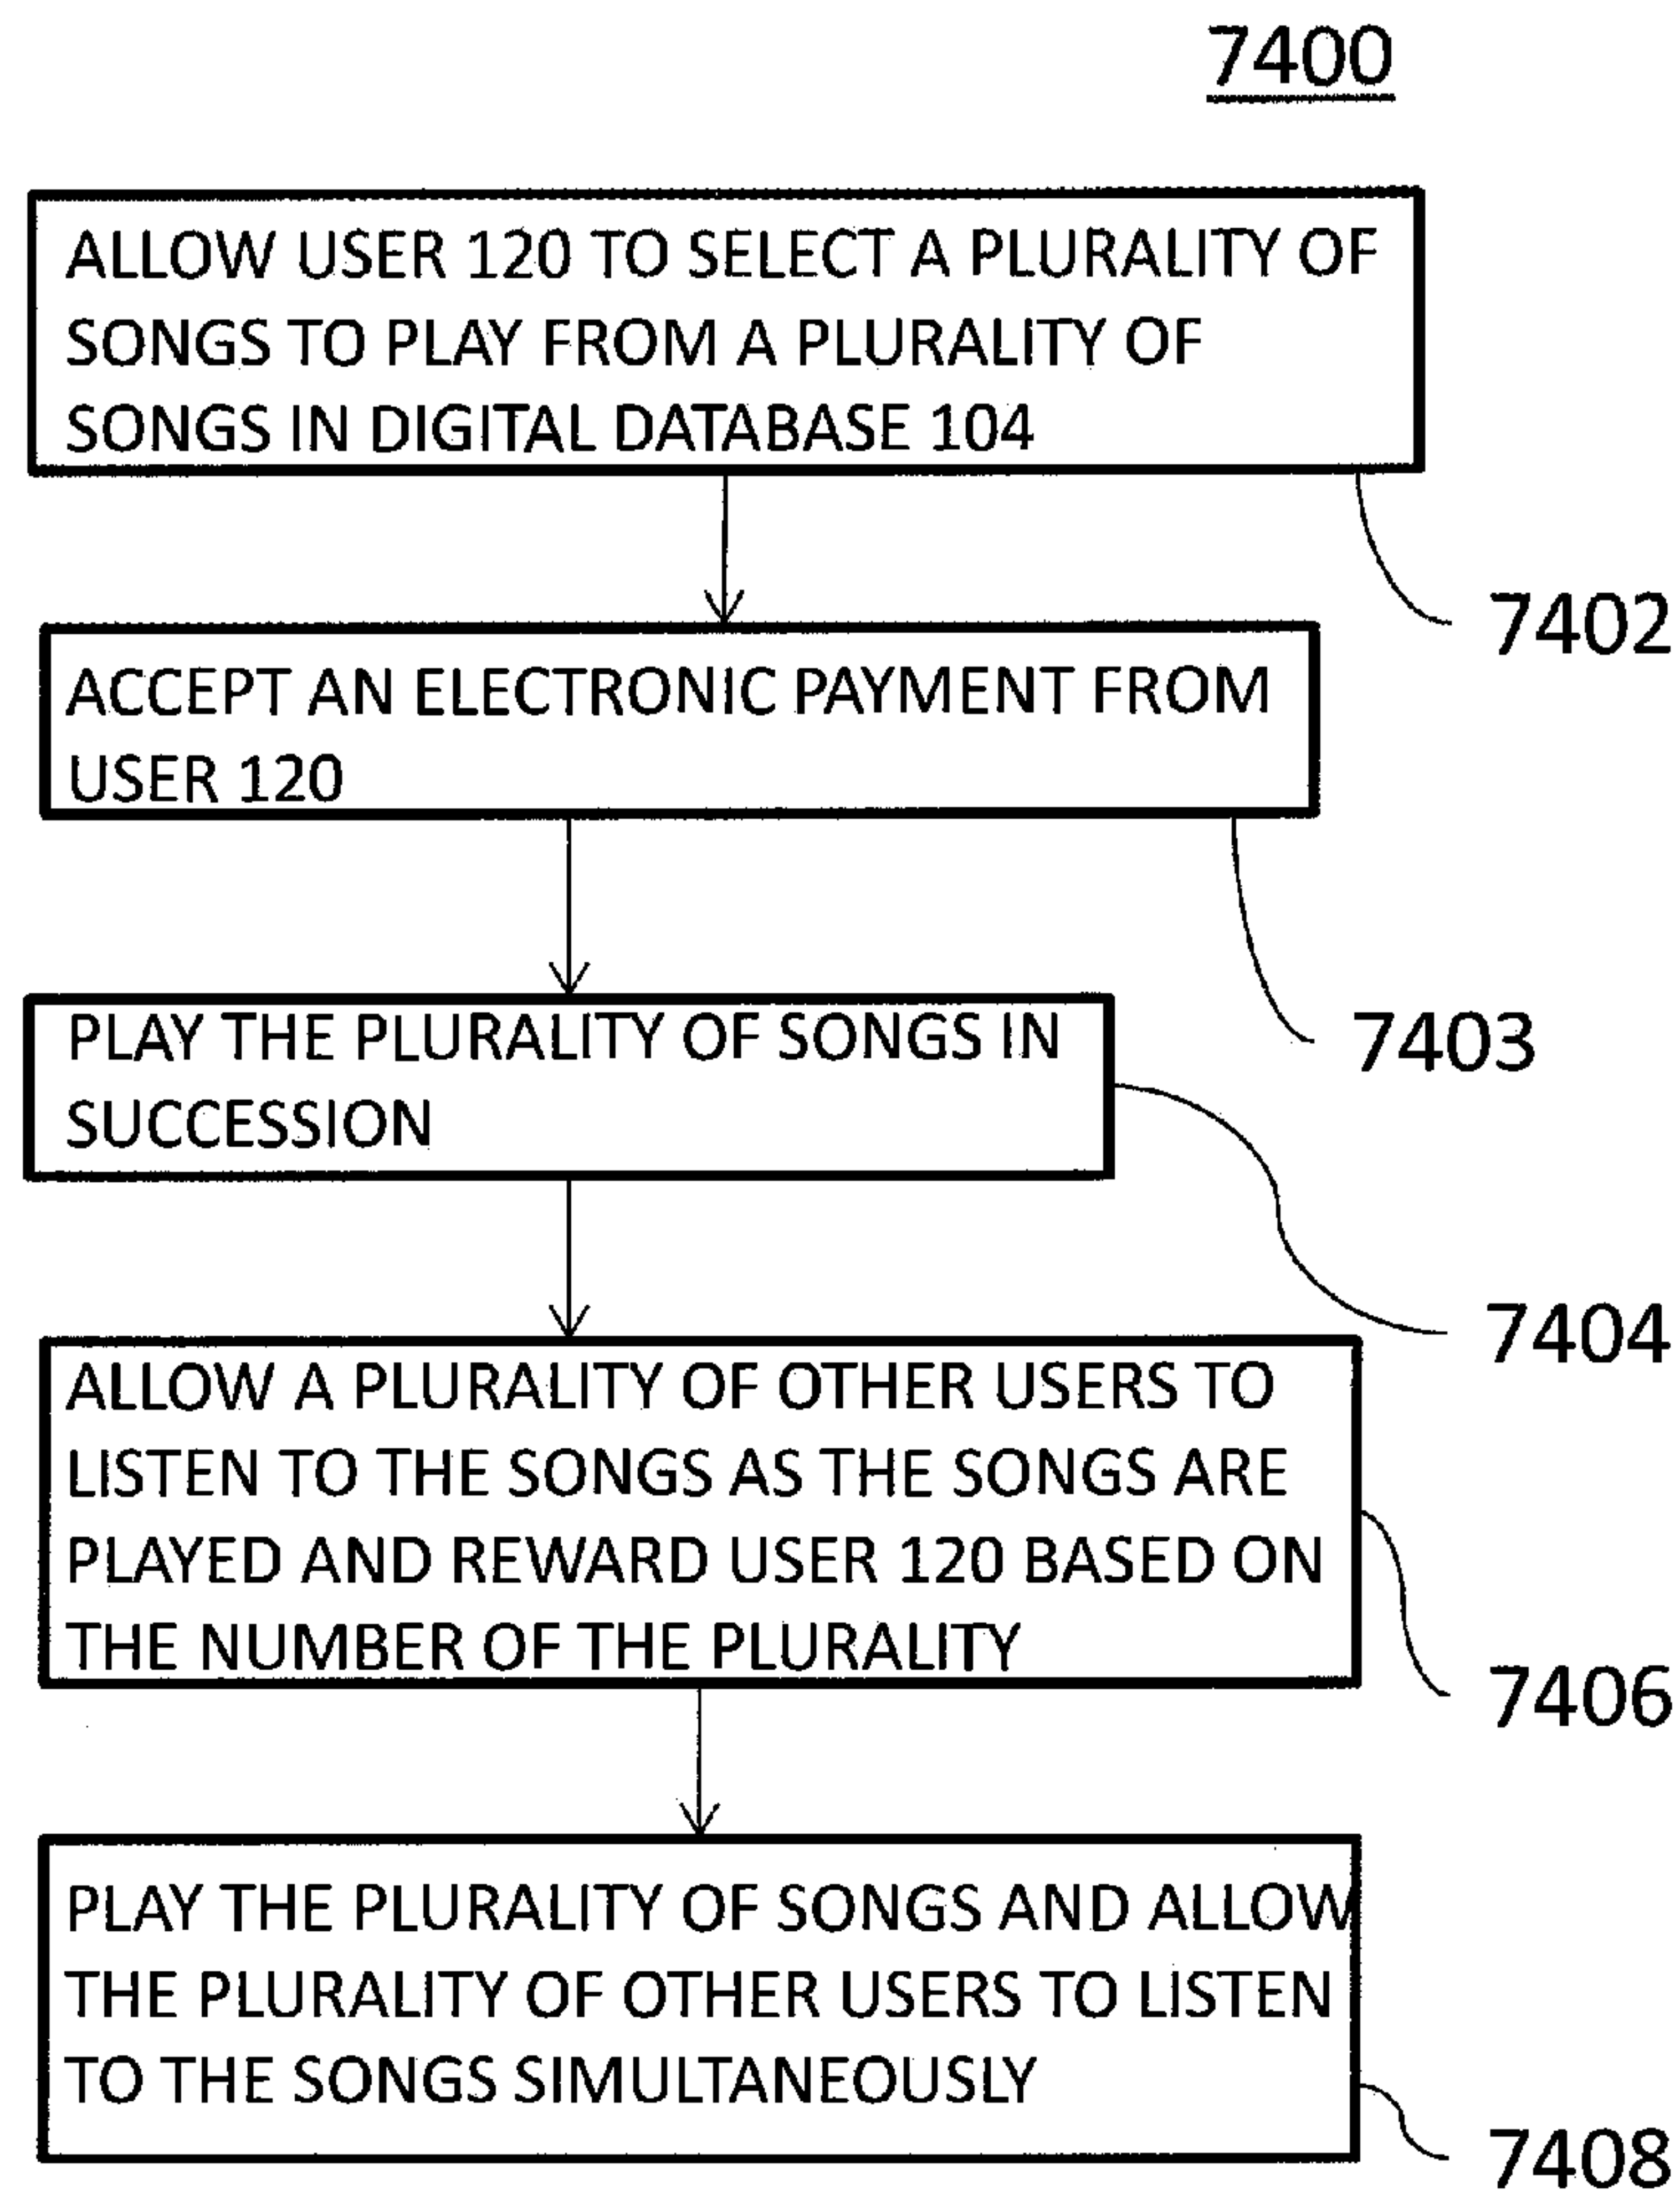 7400
ALLOW USER 120 TO SELECT A PLURALITY OF
SONGS TO PLAY FROM A PLURALITY OF
SONGS IN DIGITAL DATABASE 104
7402
ACCEPT AN ELECTRONIC PAYMENT FROM
USER 120
7403
PLAY THE PLURALITY OF SONGS IN
SUCCESSION
7404
ALLOW A PLURALITY OF OTHER USERS TO
LISTEN TO THE SONGS AS THE SONGS ARE
PLAYED AND REWARD USER 120 BASED ON
THE NUMBER OF THE PLURALITY
7406
PLAY THE PLURALITY OF SONGS AND ALLOW
THE PLURALITY OF OTHER USERS TO LISTEN
TO THE SONGS SIMULTANEOUSLY
7408